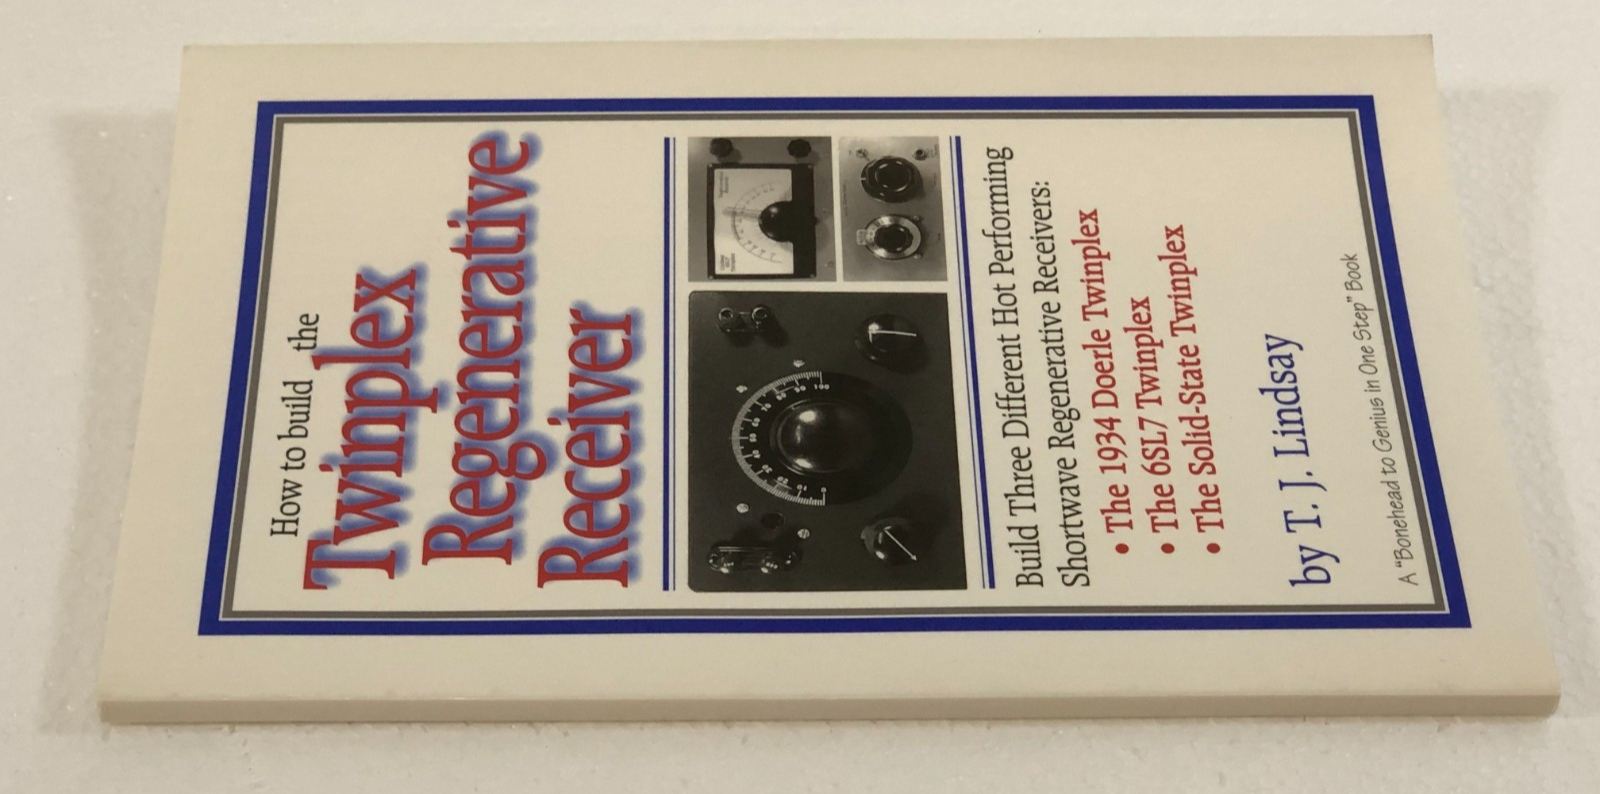 How to build the
Twinplex
Regenerative
Receiver
Build Three Different Hot Performing
Shortwave Regenerative Receivers:
• The 1934 Doerle Twinplex
• The 6SL7 Twinplex
• The Solid-State Twinplex
by T. J. Lindsay
A "Bonehead to Genius in One Step" Book